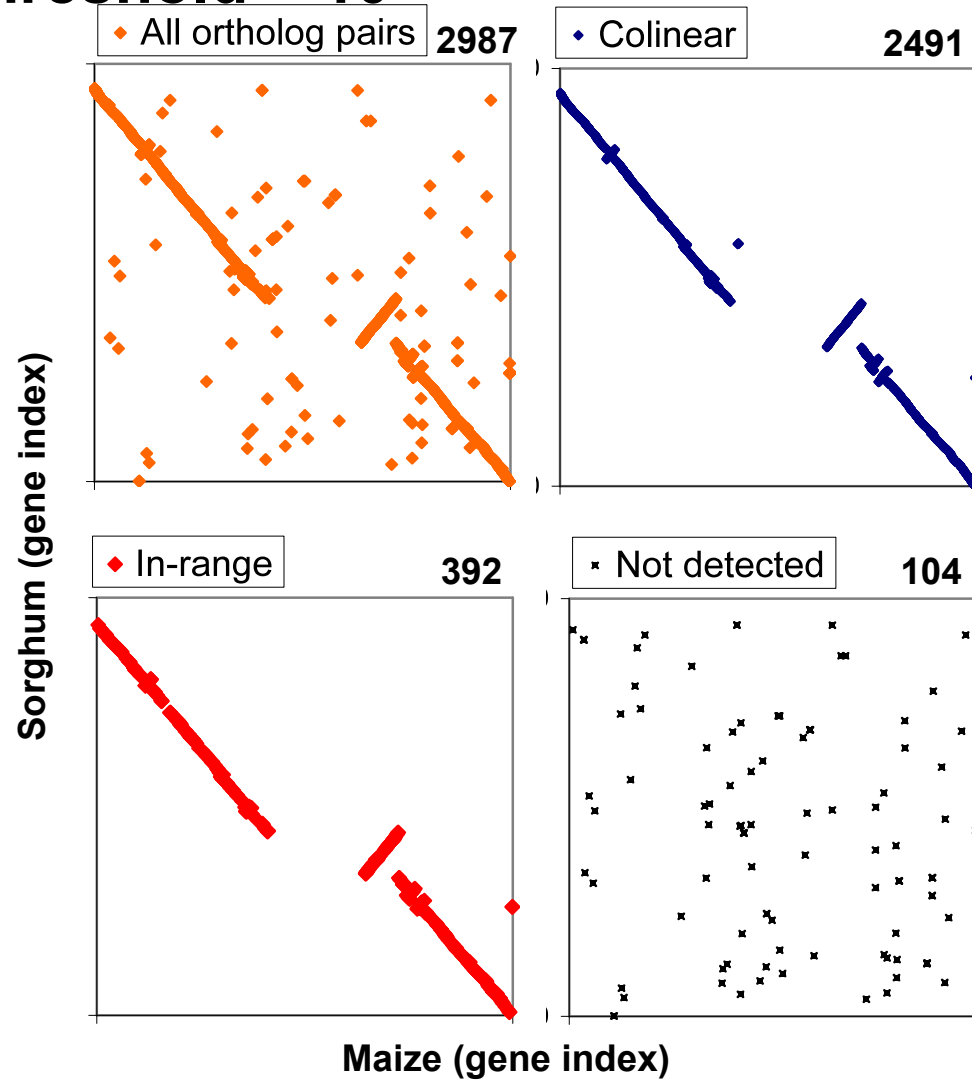 All ortholog pairs 2987
Colinear 2491
In-range 392
Not detected 104
Sorghum (gene index)
Maize (gene index)